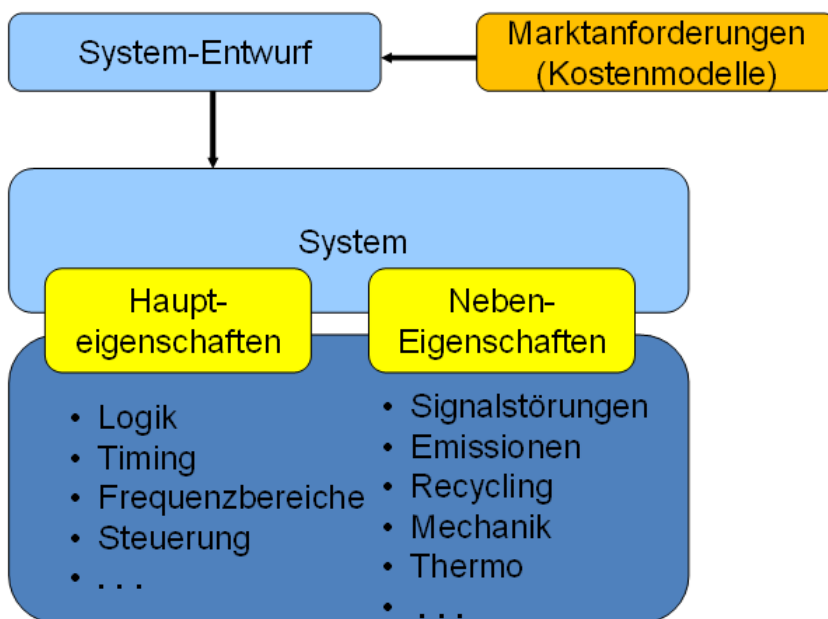 System-Entwurf
Marktanforderungen
(Kostenmodelle)
System
Haupt-
eigenschaften
Neben-
Eigenschaften
• Logik
• Timing
• Frequenzbereiche
• Steuerung
• . . .
• Signalstörungen
• Emissionen
• Recycling
• Mechanik
• Thermo
• . . .